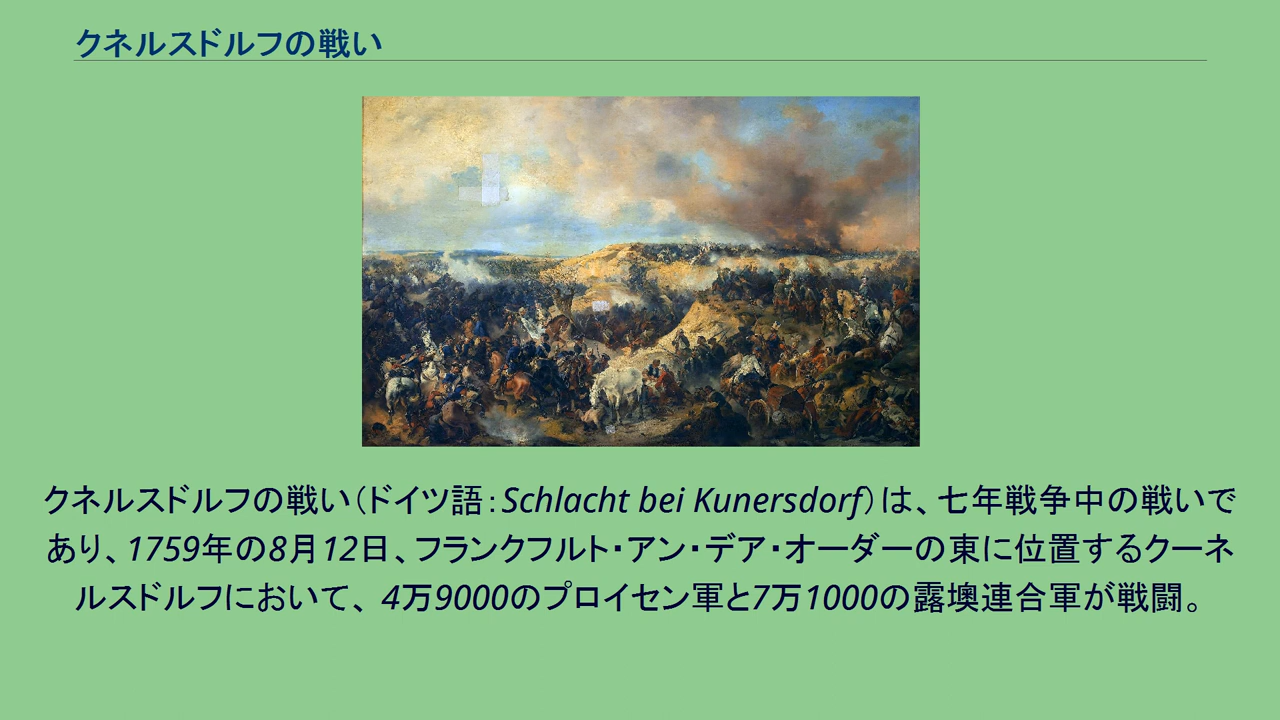 クネルスドルフの戦い
クネルスドルフの戦い（ドイツ語：Schlacht bei Kunersdorf）は、七年戦争中の戦いで
あり、1759年の8月12日、フランクフルト・アン・デア・オーダーの東に位置するクーネ
ルスドルフにおいて、4万9000のプロイセン軍と7万1000の露墺連合軍が戦闘。